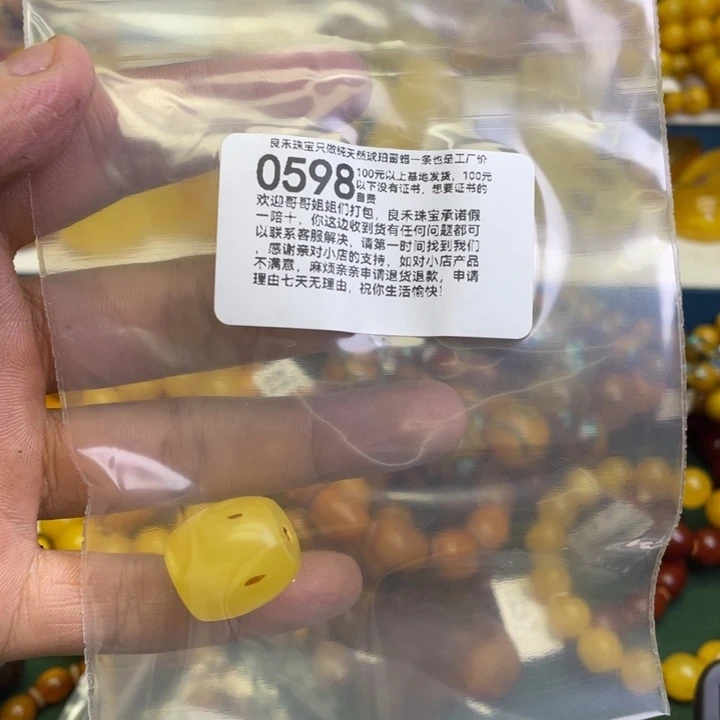 良禾珠宝只做纯天然琥珀蜜蜡一条也是工厂价
0598
100元以上基地发货，100元
以下没有证书，想要证书的
自费
欢迎哥哥姐姐们打包，良禾珠宝承诺假
一陪十，你这边收到货有任何问题都可
以联系客服解决，请第一时间找到我们
，感谢亲对小店的支持，如对小店产品
不满意，麻烦亲亲申请退货退款，申请
理由七天无理由，祝你生活愉快！